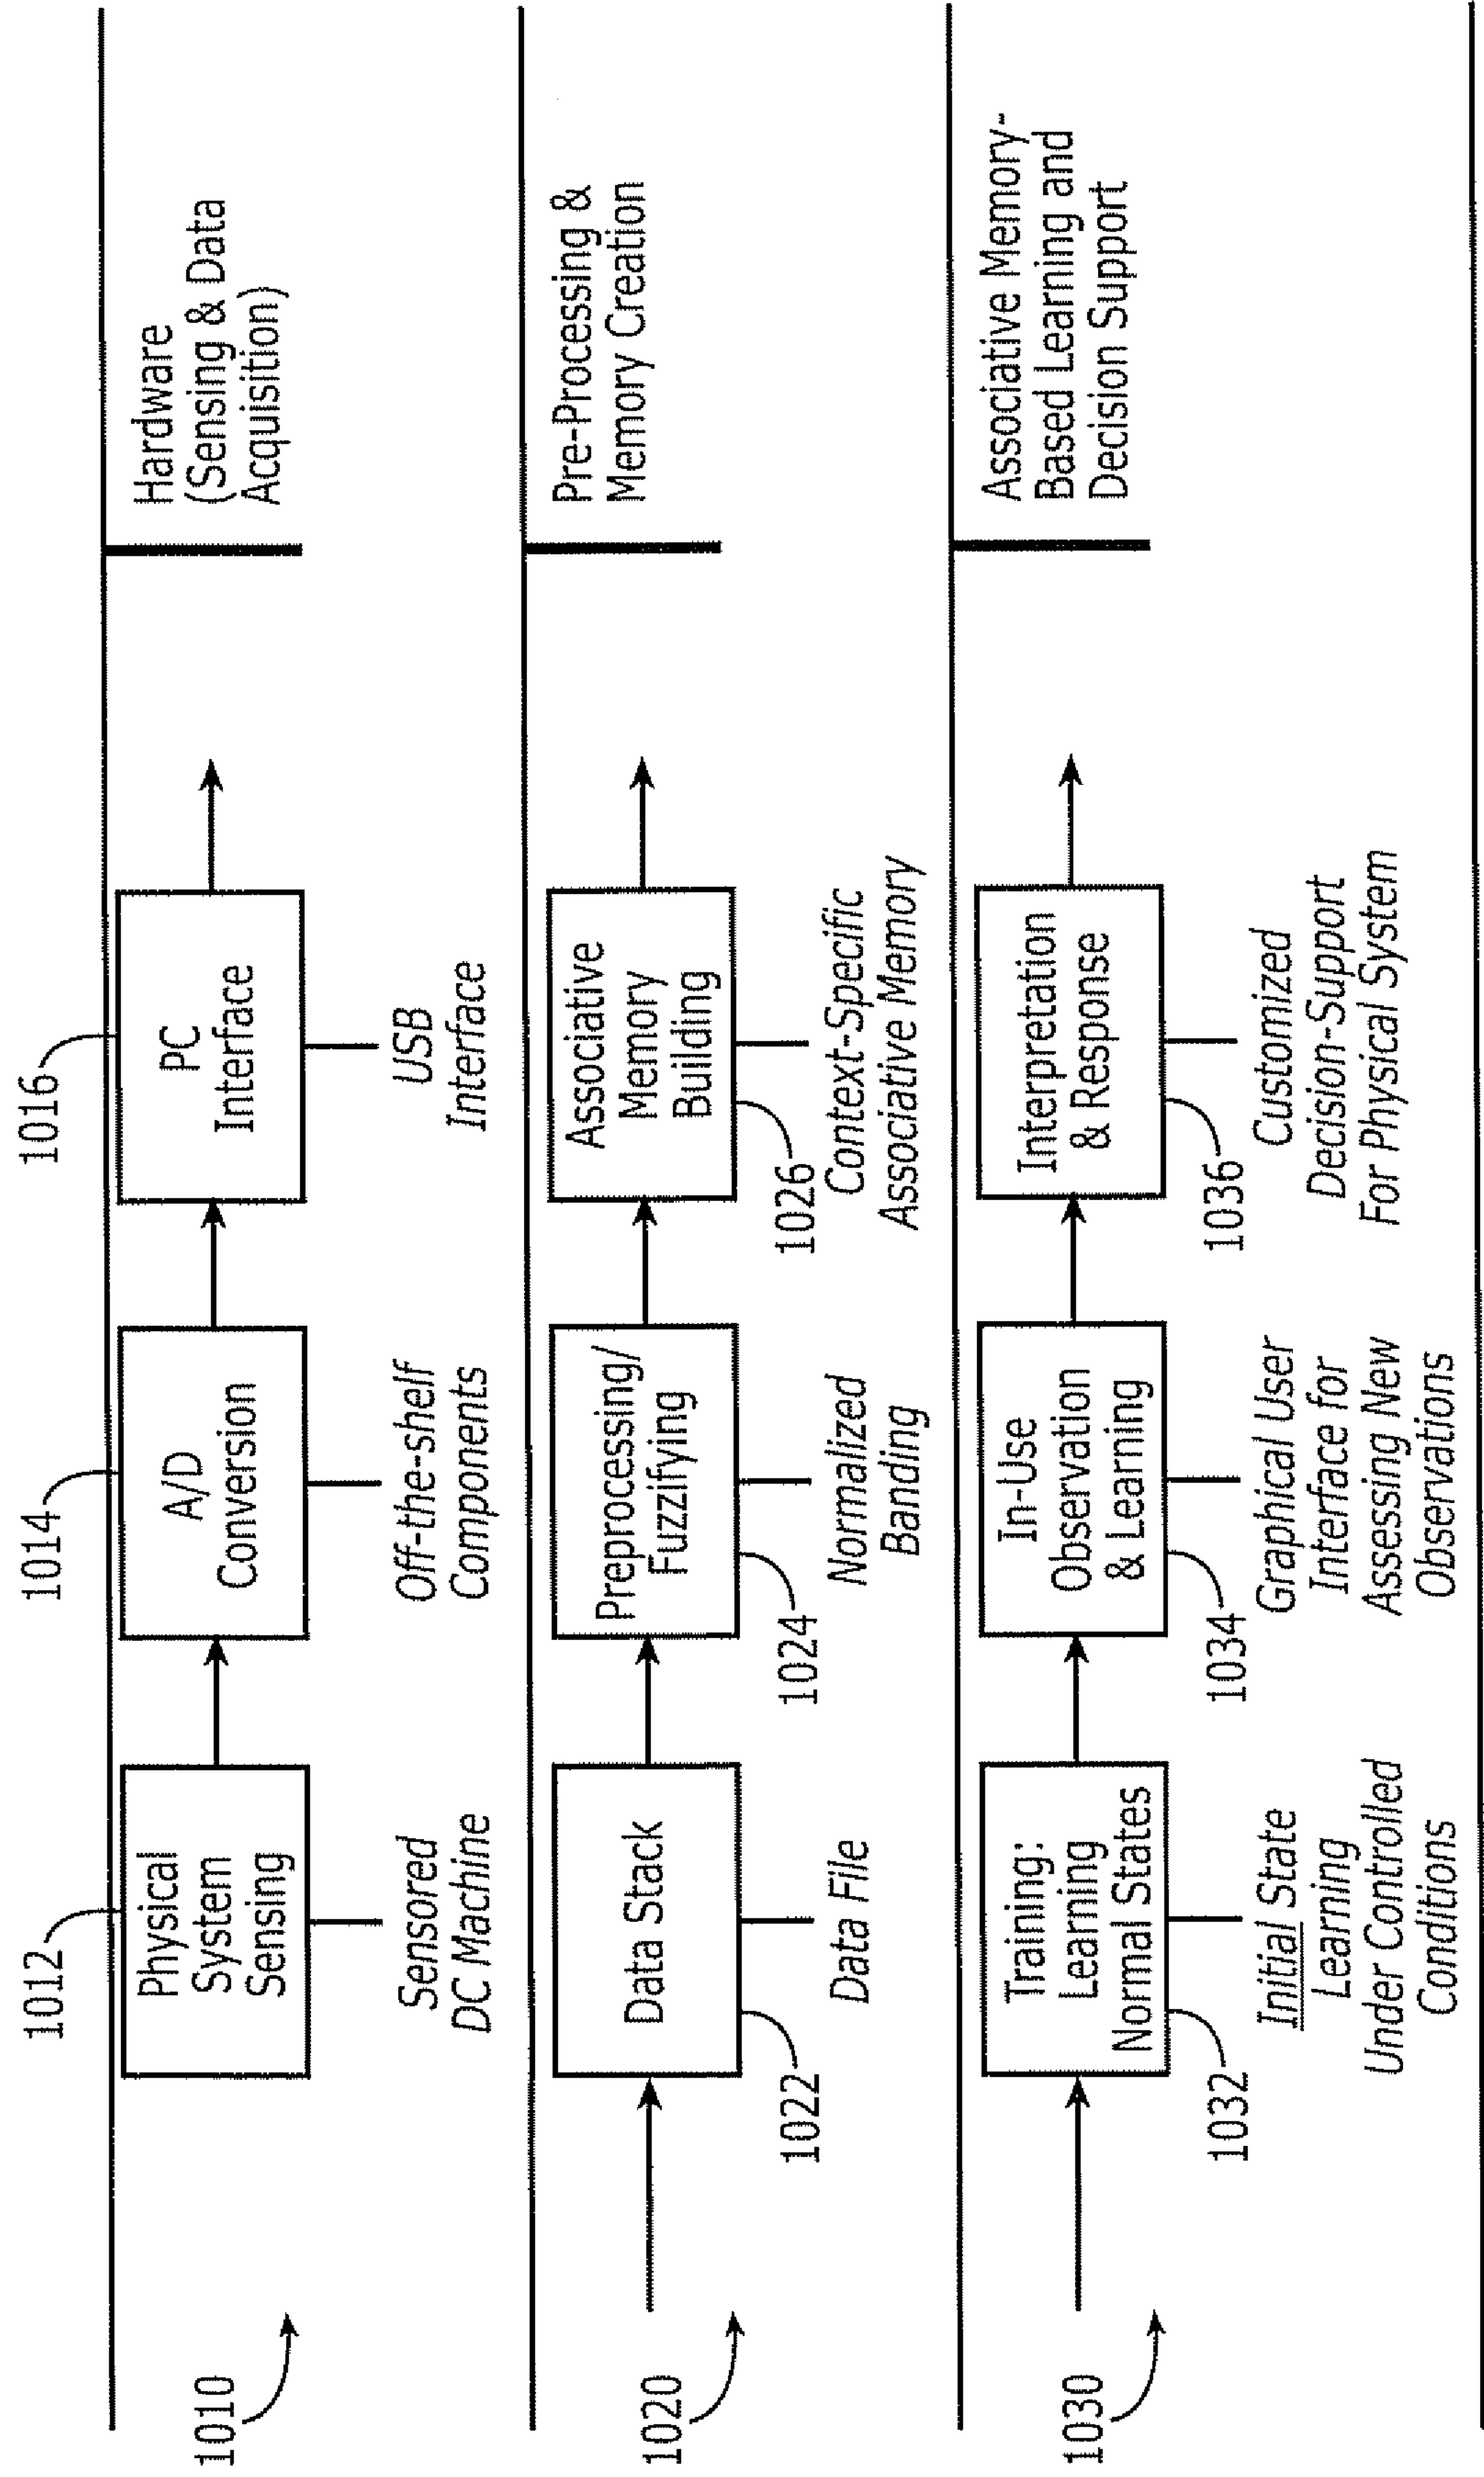 1010
1012
Physical
System
Sensing
Sensored
DC Machine
1014
A/D
Conversion
Off-the-shelf
Components
1016
PC
Interface
USB
Interface
Hardware
(Sensing & Data
Acquisition)
1020
Data Stack
1022
Data File
Preprocessing/
Fuzzifying
1024
Normalized
Banding
Associative
Memory
Building
1026
Context-Specific
Associative Memory
Pre-Processing &
Memory Creation
1030
Training:
Learning
Normal States
1032
Initial State
Learning
Under Controlled
Conditions
In-Use
Observation
& Learning
1034
Graphical User
Interface for
Assessing New
Observations
Interpretation
& Response
1036
Customized
Decision-Support
For Physical System
Associative Memory-
Based Learning and
Decision Support